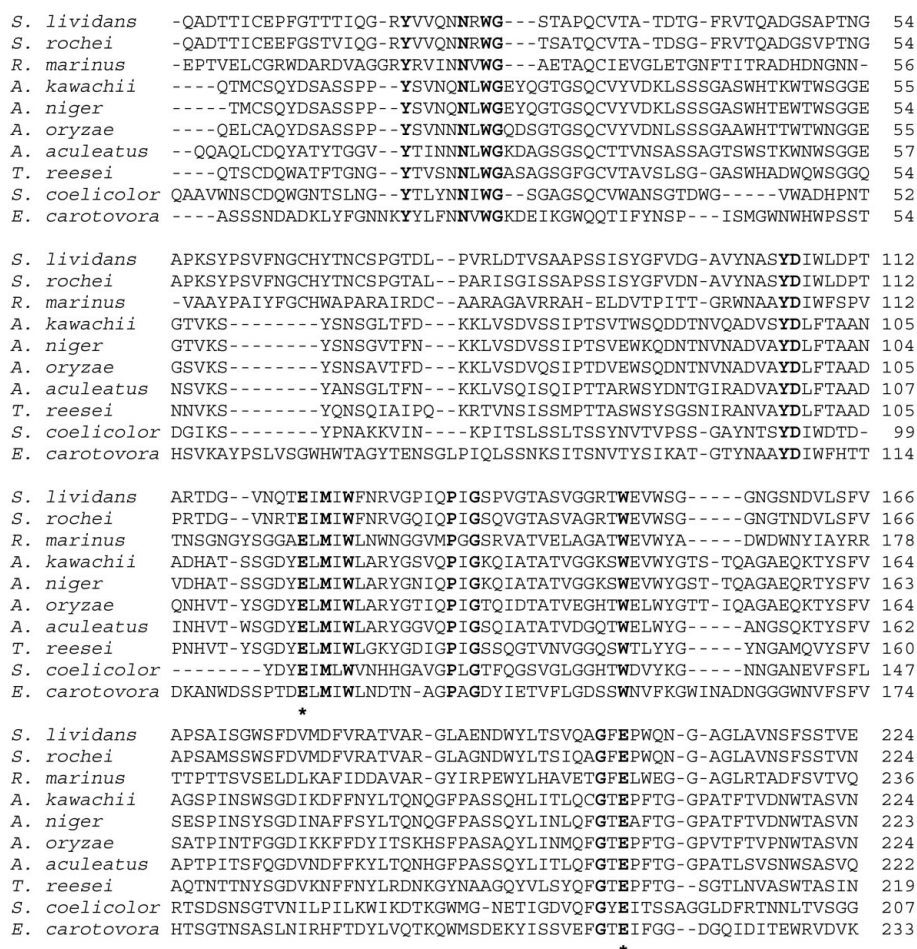 S. lividans -QADTTICEPFGTTTIQG-RYVVQNNRWG---STAPQCVTA-TDTG-FRVTQADGSAPTNG 54
S. rochei -QADTTICEEFGSTVIQG-RYVVQNNRWG---TSATQCVTA-TDSG-FRVTQADGSVPTNG 54
R. marinus -EPTVELCGRWDARDVAGGRYRVINNVWG---AETAQCIEVGLETGNFTITRADHDNGNN- 56
A. kawachii ----QTMCSQYDSASSPP--YSVNQNLWGEYQGTGSQCVYVDKLSSSGASWHTKWTWSGGE 55
A. niger -----TMCSQYDSASSPP--YSVNQNLWGEYQGTGSQCVYVDKLSSSGASWHTEWTWSGGE 54
A. oryzae ----QELCAQYDSASSPP--YSVNNNLWGQDSGTGSQCVYVDNLSSSGAAWHTTWTWNGGE 55
A. aculeatus --QQAQLCDQYATYTGGV--YTINNNLWGKDAGSGSQCTTVNSASSAGTSWSTKWNWSGGE 57
T. reesei ----QTSCDQWATFTGNG--YTVSNNLWGASAGSGFGCVTAVSLSG-GASWHADWQWSGGQ 54
S. coelicolor QAAVWNSCDQWGNTSLNG--YTLYNNIWG--SGAGSQCVWANSGTDWG----VWADHPNT 52
E. carotovora ----ASSSNDADKLYFGNNKYYLFNNVWGKDEIKGWQQTIFYNSP---ISMGWNWHWPSST 54
S. lividans APKSYPSVFNGCHYTNCSPGTDL--PVRLDTVSAAPSSISYGFVDG-AVYNASYDIWLDPT 112
S. rochei APKSYPSVFNGCHYTNCSPGTAL--PARISGISSAPSSISYGFVDN-AVYNASYDIWLDPT 112
R. marinus -VAAYPAIYFGCHWAPARAIRDC--AARAGAVRRAH-ELDVTPITT-GRWNAAYDIWFSPV 112
A. kawachii GTVKS--------YSNSGLTFD---KKLVSDVSSIPTSVTWSQDDTNVQADVSYDLFTAAN 105
A. niger GTVKS--------YSNSGVTFN---KKLVSDVSSIPTSVEWKQDNTNVNADVAYDLFTAAN 104
A. oryzae GSVKS--------YSNSAVTFD---KKLVSDVQSIPTDVEWSQDNTNVNADVAYDLFTAAD 105
A. aculeatus NSVKS--------YANSGLTFN---KKLVSQISQIPTTARWSYDNTGIRADVAYDLFTAAD 107
T. reesei NNVKS--------YQNSQIAIPQ--KRTVNSISSMPTTASWSYSGSNIRANVAYDLFTAAD 105
S. coelicolor DGIKS--------YPNAKKVIN----KPITSLSSLTSSYNVTVPSS-GAYNTSYDIWDTD- 99
E. carotovora HSVKAYPSLVSGWHWTAGYTENSGLPIQLSSNKSITSNVTYSIKAT-GTYNAAYDIWFHTT 114
S. lividans ARTDG--VNQTEIMIWFNRVGPIQPIGSPVGTASVGGRTWEVWSG----GNGSNDVLSFV 166
S. rochei PRTDG--VNRTEIMIWFNRVGQIQPIGSQVGTASVAGRTWEVWSG----GNGTNDVLSFV 166
R. marinus TNSGNGYSGGAELMIWLNWNGGVMPGGSRVATVELAGATWEVWYA----DWDWNYIAYRR 178
A. kawachii ADHAT-SSGDYELMIWLARYGSVQPIGKQIATATVGGKSWEVWYGTS-TQAGAEQKTYSFV 164
A. niger VDHAT-SSGDYELMIWLARYGNIQPIGKQIATATVGGKSWEVWYGST-TQAGAEQRTYSFV 163
A. oryzae QNHVT-YSGDYELMIWLARYGTIQPIGTQIDTATVEGHTWELWYGTT-IQAGAEQKTYSFV 164
A. aculeatus INHVT-WSGDYELMIWLARYGGVQPIGSQIATATVDGQTWELWYG-----ANGSQKTYSFV 162
T. reesei PNHVT-YSGDYELMIWLGKYGDIGPIGSSQGTVNVGGQSWTLYYG-----YNGAMQVYSFV 160
S. coelicolor --------YDYEIMLWVNHHGAVGPLGTFQGSVGLGGHTWDVYKG-----NNGANEVFSFL 147
E. carotovora DKANWDSSPTDELMIWLNDTN-AGPAGDYIETVFLGDSSWNVFKGWINADNGGGWNVFSFV 174
*
S. lividans APSAISGWSFDVMDFVRATVAR-GLAENDWYLTSVQAGFEPWQN-G-AGLAVNSFSSTVE 224
S. rochei APSAMSSWSFDVMDFVRATVAR-GLAGNDWYLTSIQAGFEPWQN-G-AGLAVNSFSSTVE 224
R. marinus TTPTTSVSELDLKAFIDDAVAR-GYIRPEWYLHAVETGFELWEG-G-AGLRTADFSVTVQ 236
A. kawachii AGSPINSWSGDIKDFFNYLTQNQGFPASSQHLITLQCGTEPFTG-GPATFTVDNWTASVN 224
A. niger SESPINSYSGDINAFFSYLTQNQGFPASSQYLINLQFGTEAFTG-GPATFTVDNWTASVN 223
A. oryzae SATPINTFGGDIKKFFDYITSKHSFPASAQYLINMQFGTEPFTG-GPVTFTVPNWTASVN 224
A. aculeatus APTPITSFQGDVNDFFKYLTQNHGFPASSQYLITLQFGTEPFTG-GPATLSVSNWSASVQ 222
T. reesei AQTNTTNYSGDVKNFFNYLRDNKGYNAAGQYVLSYQFGTEPFTG--SGTLNVASWTASIN 219
S. coelicolor RTSDSNSGTVNILPILKWIKDTKGWMG-NETIGDVQFGYEITSSAGGLDFRTNNLTVSGG 207
E. carotovora HTSGTNSASLNIRHFTDYLVQTKQWMSDEKYISSVEFGTEIFGG--DGQIDITEWRVDVK 233
*